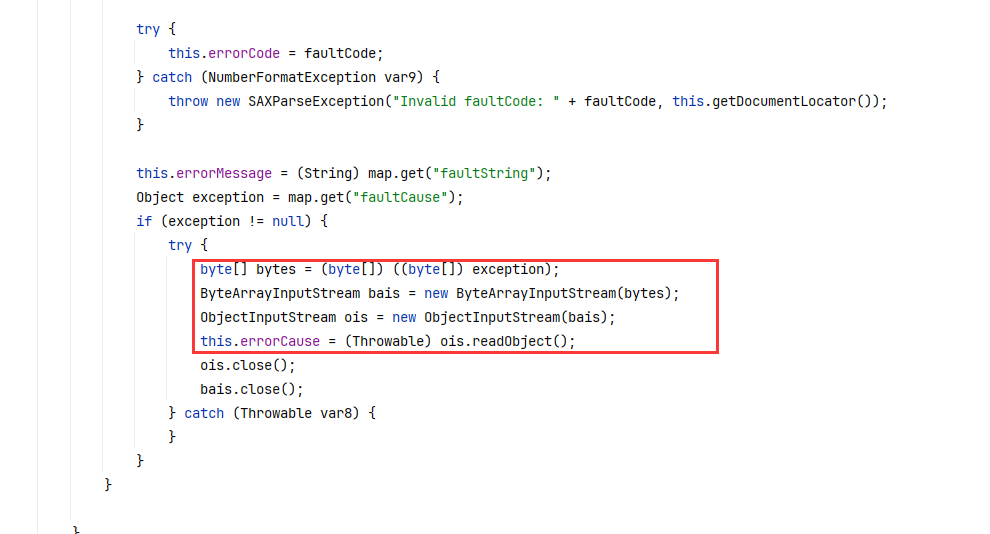 try {
this.errorCode = faultCode;
} catch (NumberFormatException var9) {
throw new SAXParseException("Invalid faultCode: " + faultCode, this.getDocumentLocator());
}
this.errorMessage = (String) map.get("faultString");
Object exception = map.get("faultCause");
if (exception != null) {
try {
byte[] bytes = (byte[]) ((byte[]) exception);
ByteArrayInputStream bais = new ByteArrayInputStream(bytes);
ObjectInputStream ois = new ObjectInputStream(bais);
this.errorCause = (Throwable) ois.readObject();
ois.close();
bais.close();
} catch (Throwable var8) {
}
}
}
}